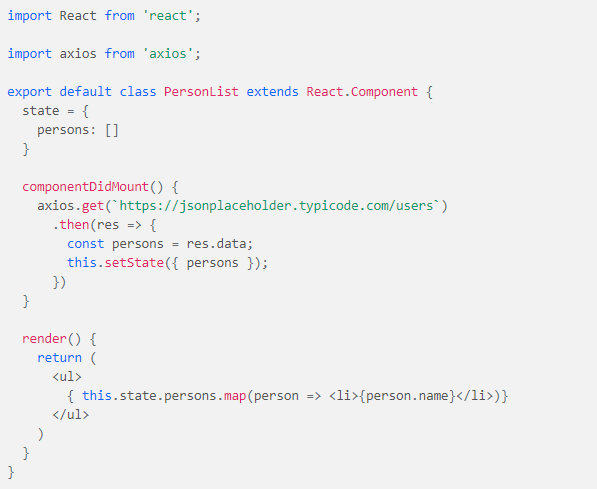 import React from 'react';
import axios from 'axios';
export default class PersonList extends React.Component {
  state = {
    persons: []
  }
  componentDidMount() {
    axios.get(`https://jsonplaceholder.typicode.com/users`)
      .then(res => {
        const persons = res.data;
        this.setState({ persons });
      })
  }
  render() {
    return (
      <ul>
        { this.state.persons.map(person => <li>{person.name}</li>)}
      </ul>
    )
  }
}